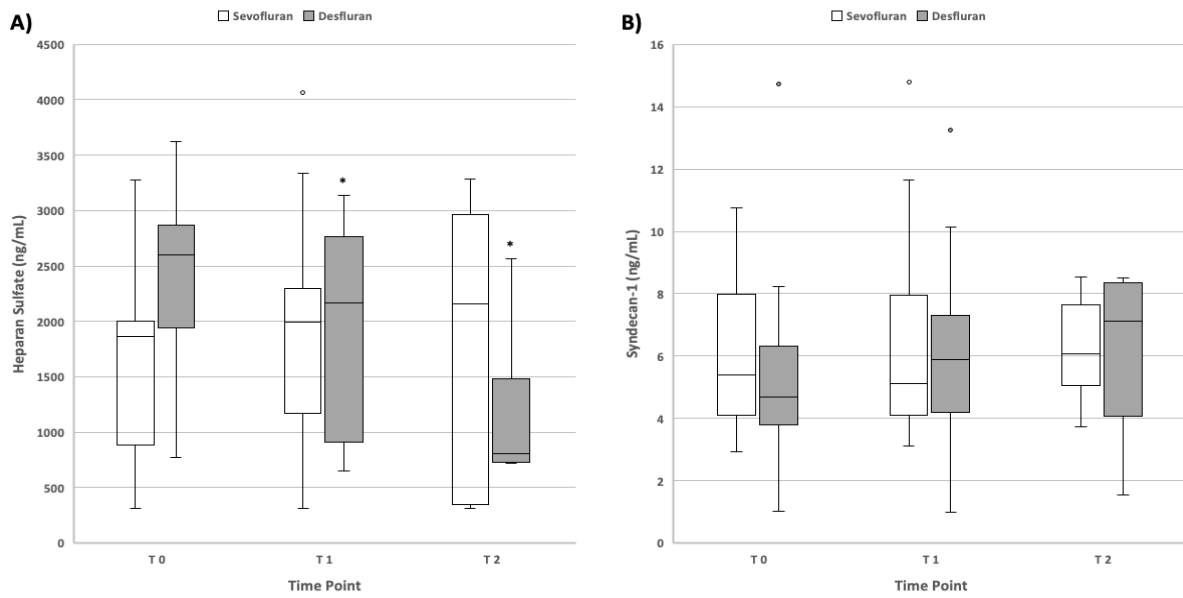 A)
Sevofluran Desfluran
4500
4000
3500
3000
2500
2000
1500
1000
500
0
Heparan Sulfate (ng/mL)
*
*
T 0 T 1 T 2
Time Point
B)
Sevofluran Desfluran
16
14
12
10
8
6
4
2
0
Syndecan-1 (ng/mL)
T 0 T 1 T 2
Time Point